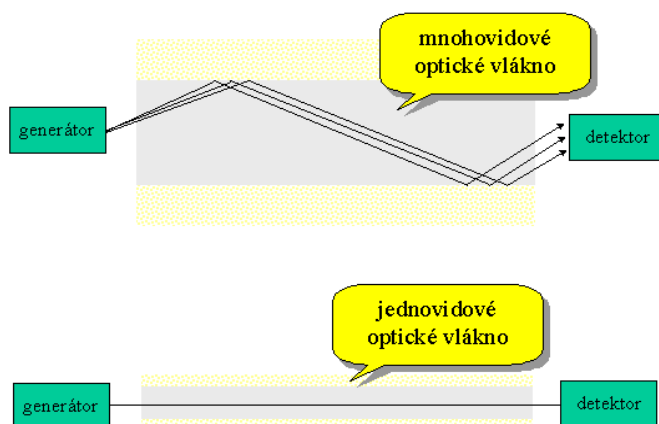 mnohovidové
optické vlákno
generátor
detektor
jednovidové
optické vlákno
generátor
detektor